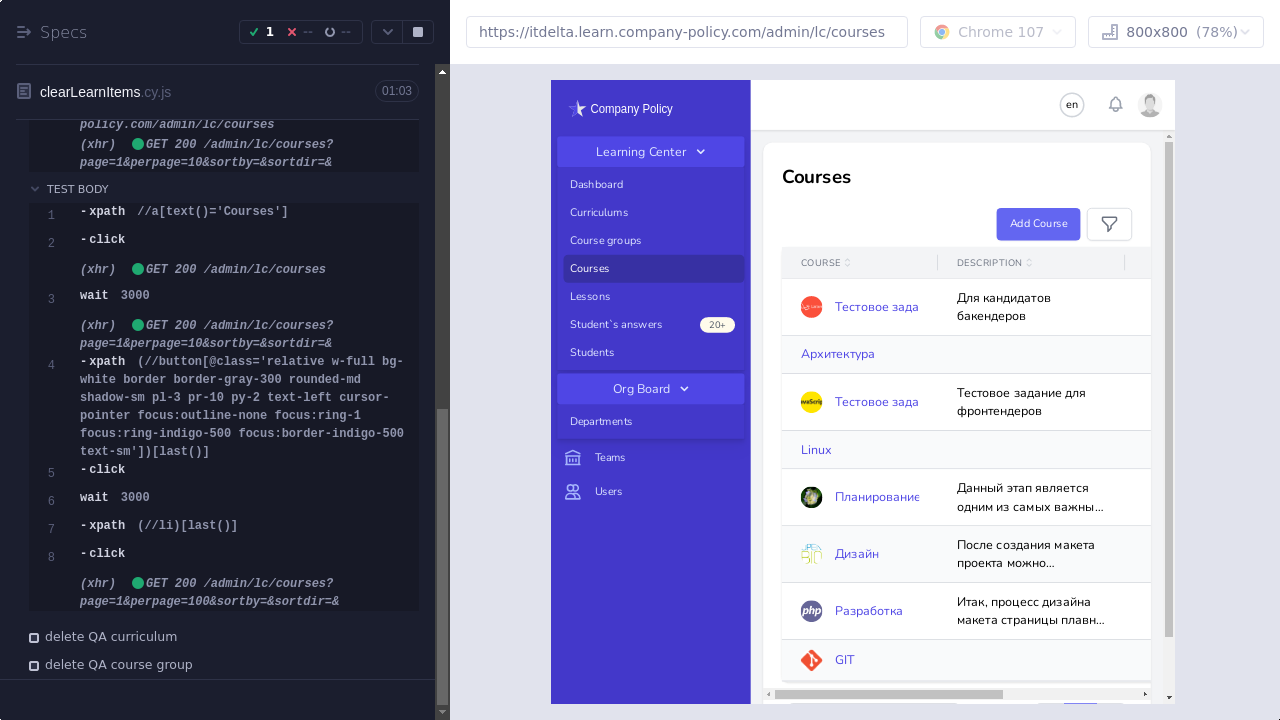 Specs
1
--
--
https://itdelta.learn.company-policy.com/admin/lc/courses
Chrome 107
800x800 (78%)
clearLearnItems.cy.js
01:03
policy.com/admin/lc/courses
(xhr) GET 200 /admin/lc/courses?
page=1&perpage=10&sortby=&sortdir=&
TEST BODY
1 -xpath //a[text()='Courses']
2 -click
(xhr) GET 200 /admin/lc/courses
3 wait 3000
(xhr) GET 200 /admin/lc/courses?
page=1&perpage=10&sortby=&sortdir=&
4 -xpath (//button[@class='relative w-full bg-
white border border-gray-300 rounded-md
shadow-sm pl-3 pr-10 py-2 text-left cursor-
pointer focus:outline-none focus:ring-1
focus:ring-indigo-500 focus:border-indigo-500
text-sm'])[last()]
5 -click
6 wait 3000
7 -xpath (//li)[last()]
8 -click
(xhr) GET 200 /admin/lc/courses?
page=1&perpage=100&sortby=&sortdir=&
delete QA curriculum
delete QA course group
Company Policy
Learning Center
Dashboard
Curriculums
Course groups
Courses
Lessons
Student`s answers 20+
Students
Org Board
Departments
Teams
Users
en
Courses
Add Course
COURSE
DESCRIPTION
Тестовое зада
Для кандидатов
бакендеров
Архитектура
Тестовое зада
Тестовое задание для
фронтендеров
Linux
Планирование
Данный этап является
одним из самых важны...
Дизайн
После создания макета
проекта можно...
php
Разработка
Итак, процесс дизайна
макета страницы плавн...
GIT